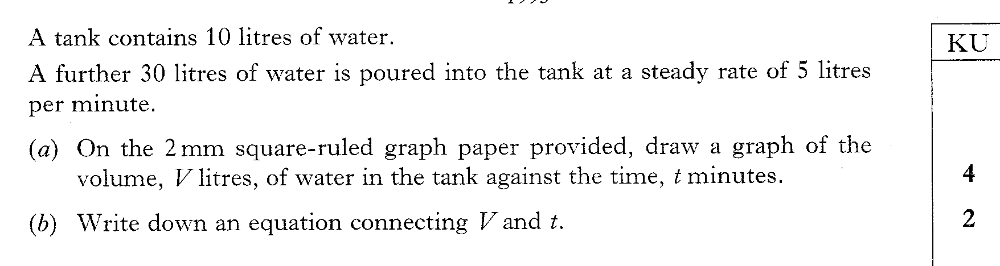 A tank contains 10 litres of water.
KU
A further 30 litres of water is poured into the tank at a steady rate of 5 litres
per minute.
(a) On the 2 mm square-ruled graph paper provided, draw a graph of the
volume, V litres, of water in the tank against the time, t minutes.
4
(b) Write down an equation connecting V and t.
2